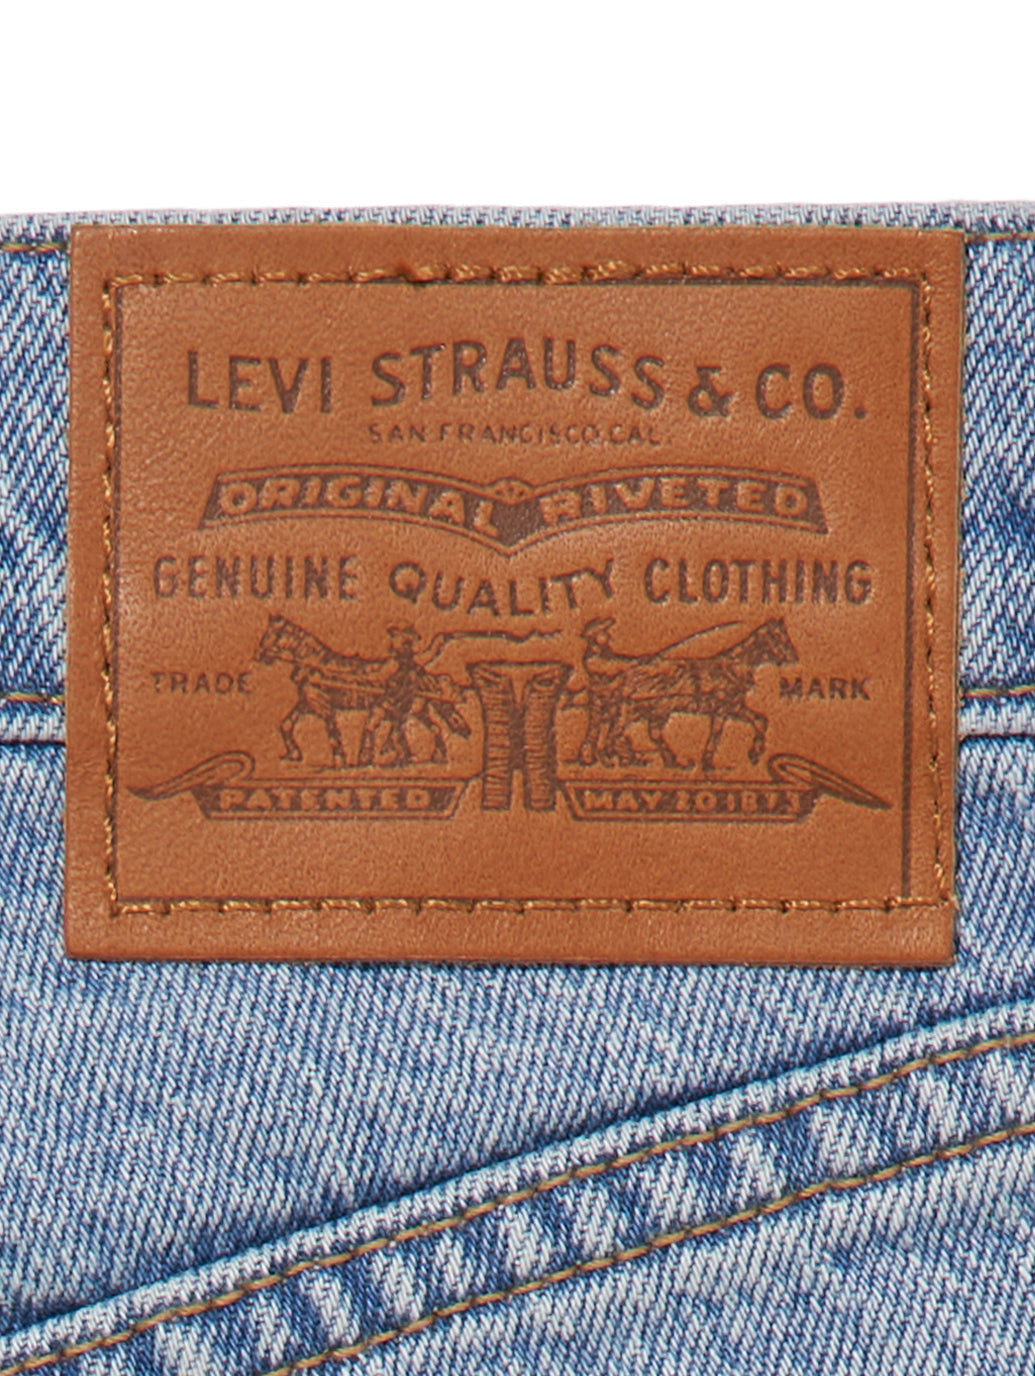 LEVI STRAUSS & CO.
SAN FRANCISCO, CAL.
ORIGINAL RIVETED
GENUINE QUALITY CLOTHING
TRADE MARK
PATENTED MAY 20 1873